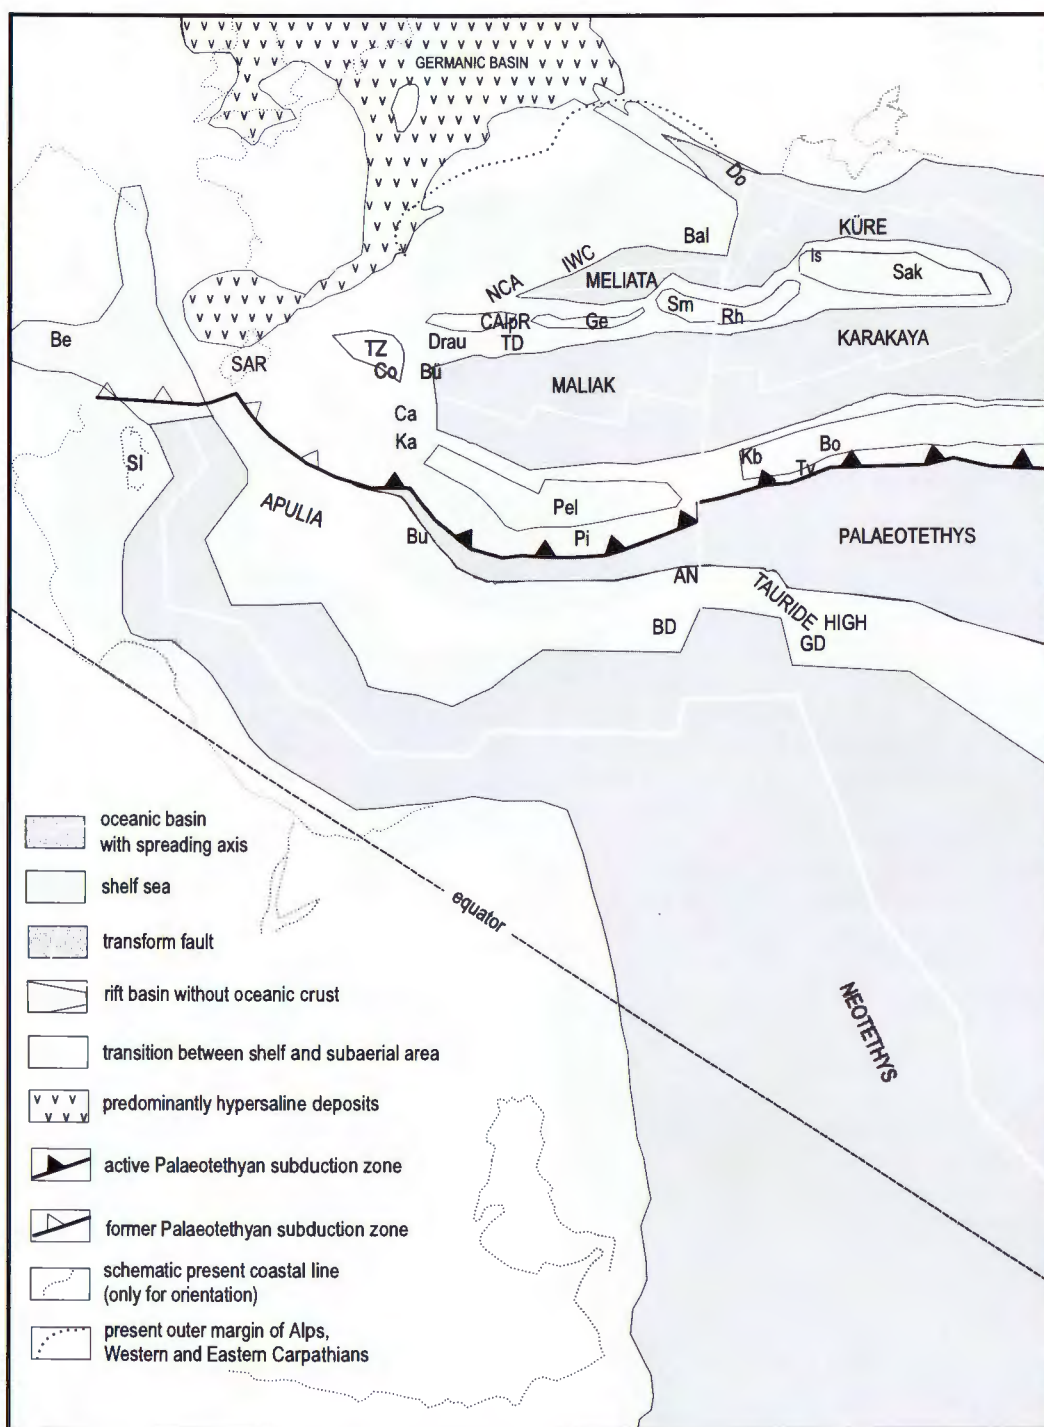 GERMANIC BASIN
Do
KÜRE
Bal
IWC
Is
Sak
MELIATA
NCA
Sm
Rh
CAlpR
Ge
Be
Drau
TD
KARAKAYA
TZ
SAR
Co
Bü
MALIAK
Ca
Ka
Bo
SI
Kb
Tv
APULIA
Pel
Bu
Pi
PALAEOTETHYS
AN
TAURIDE HIGH
BD
GD
oceanic basin
with spreading axis
shelf sea
equator
transform fault
rift basin without oceanic crust
NEOTETHYS
transition between shelf and subaerial area
predominantly hypersaline deposits
active Palaeotethyan subduction zone
former Palaeotethyan subduction zone
schematic present coastal line
(only for orientation)
present outer margin of Alps,
Western and Eastern Carpathians